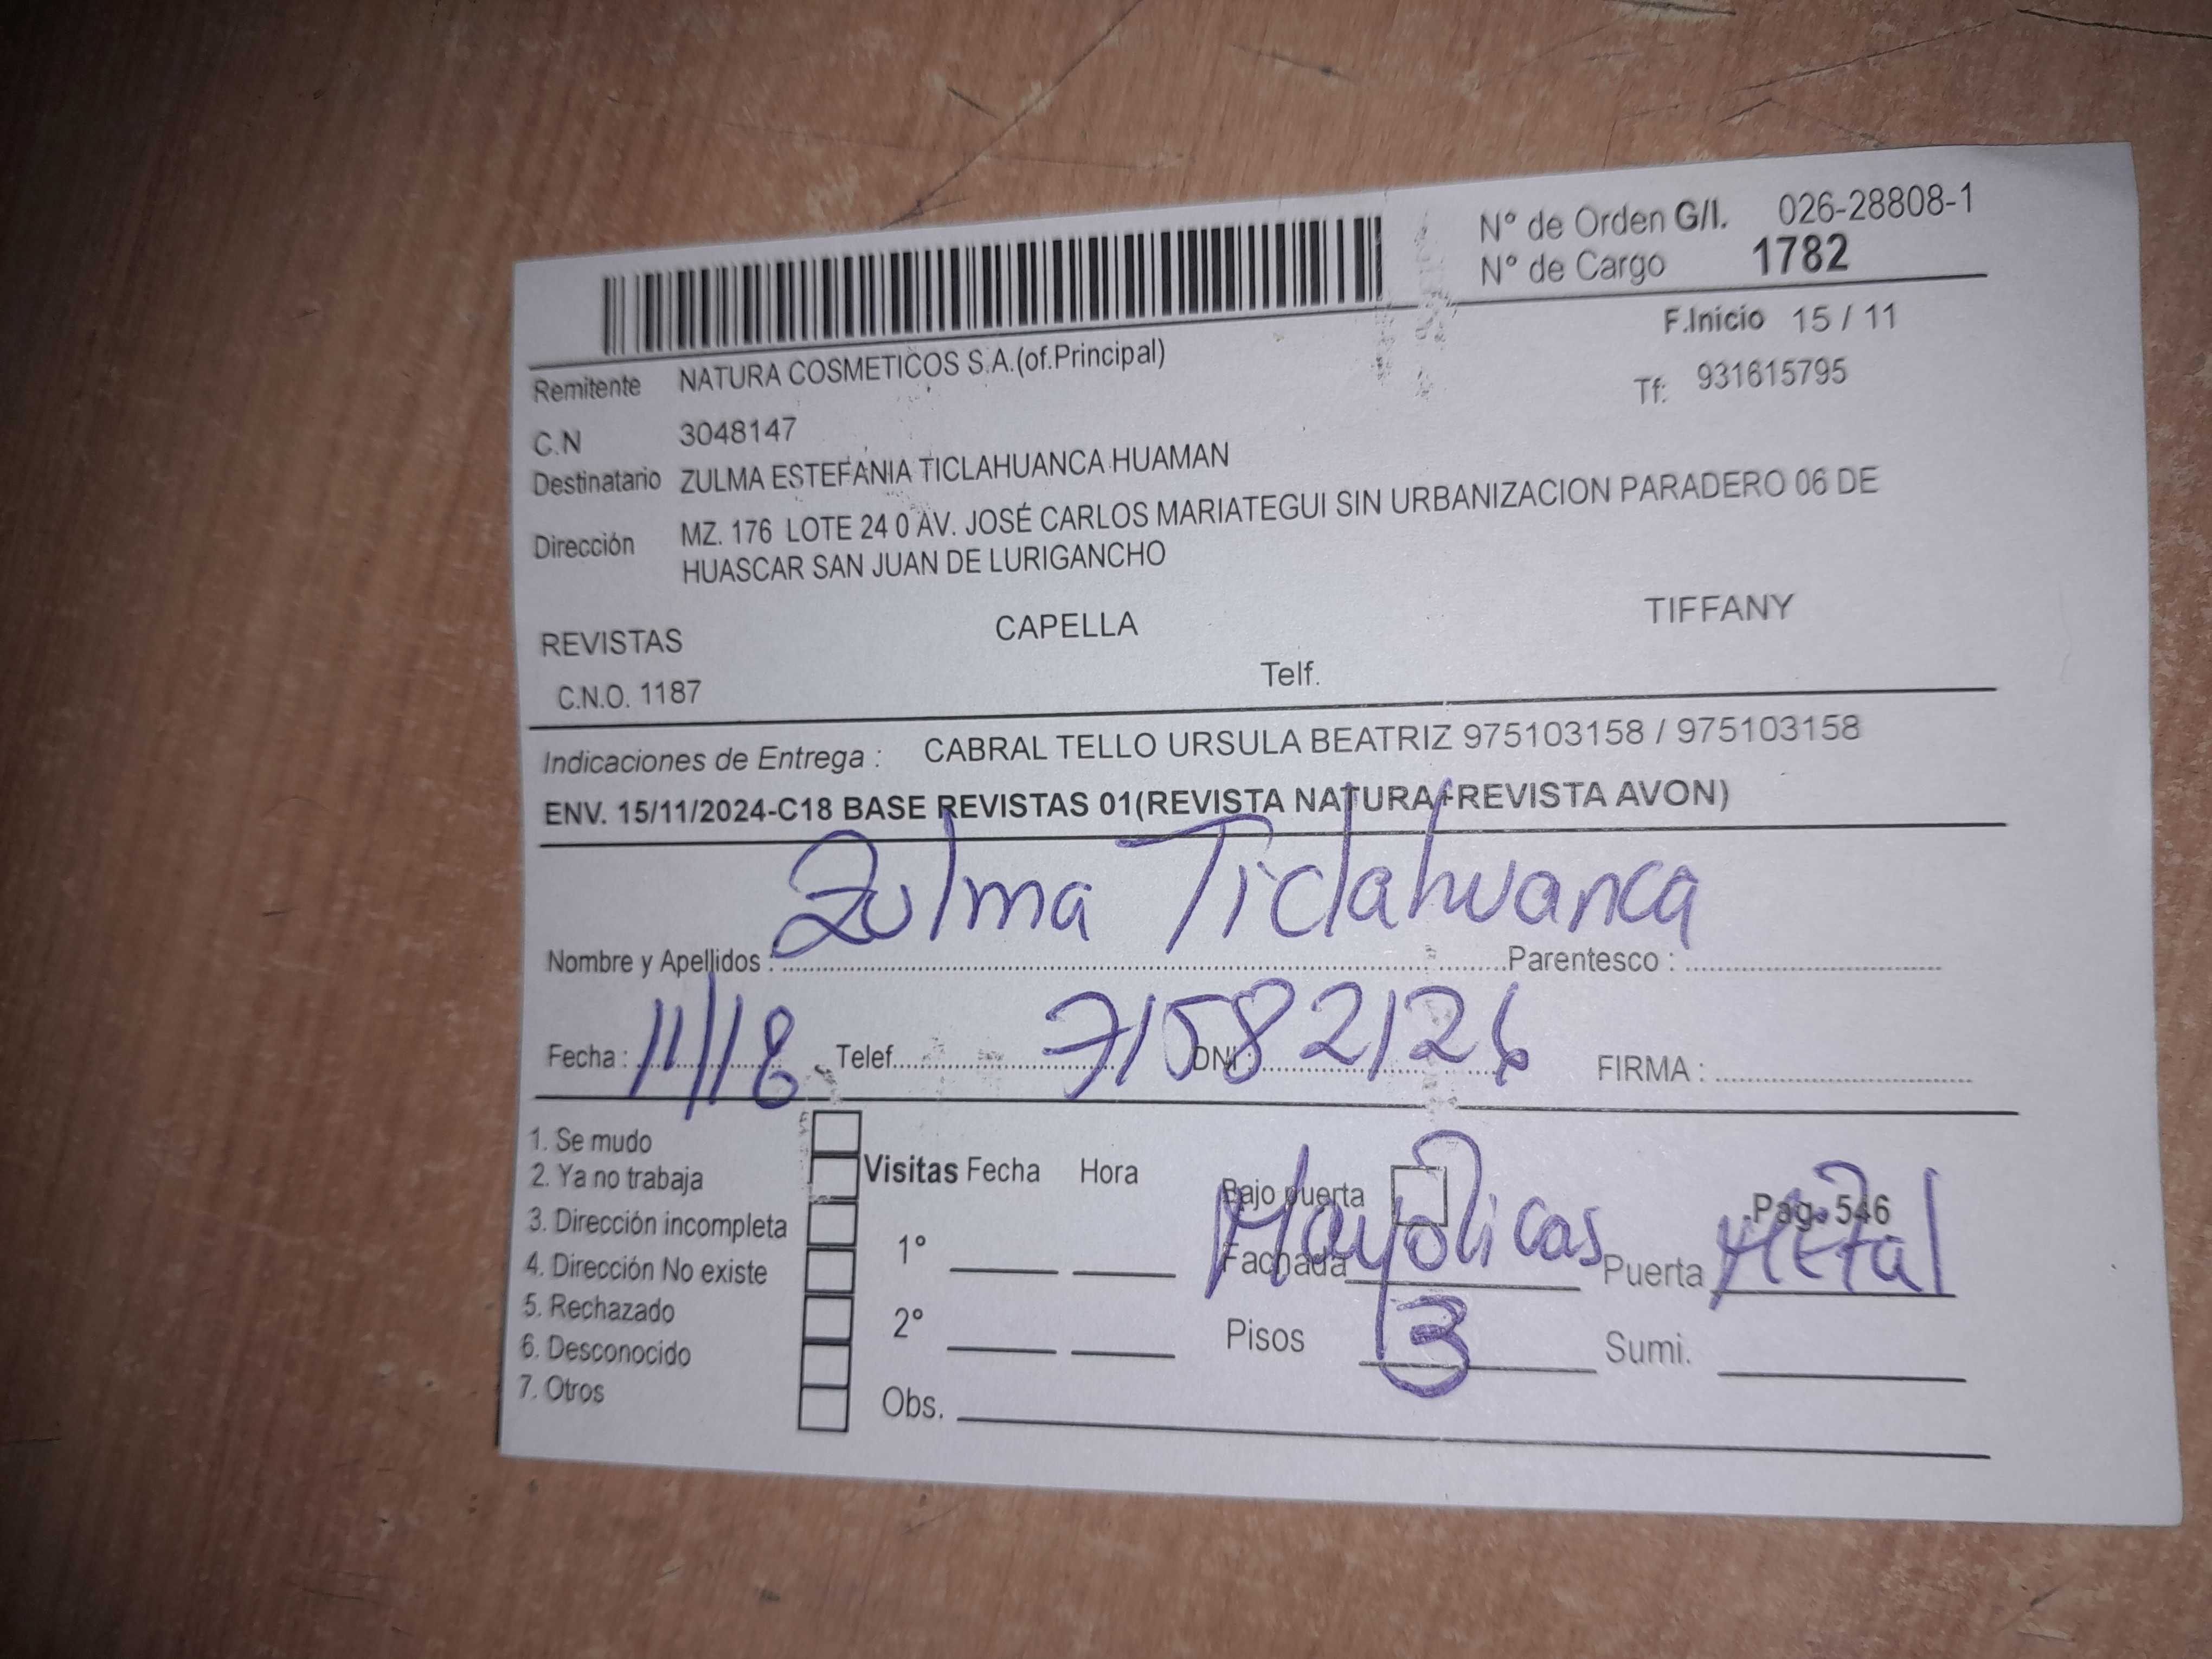 Nº de Orden G/I. 026-28808-1
Nº de Cargo 1782
F.Inicio 15 / 11
Remitente NATURA COSMETICOS S.A.(of.Principal)
Tf: 931615795
C.N 3048147
Destinatario ZULMA ESTEFANIA TICLAHUANCA HUAMAN
Dirección MZ. 176 LOTE 24 0 AV. JOSÉ CARLOS MARIATEGUI SIN URBANIZACION PARADERO 06 DE
HUASCAR SAN JUAN DE LURIGANCHO
REVISTAS CAPELLA TIFFANY
C.N.O. 1187 Telf.
Indicaciones de Entrega : CABRAL TELLO URSULA BEATRIZ 975103158 / 975103158
ENV. 15/11/2024-C18 BASE REVISTAS 01(REVISTA NATURA+REVISTA AVON)
Zulma Ticlahuanca
Nombre y Apellidos : Parentesco :
Fecha : 11/18 Telef. DNI : 71582126 FIRMA :
1. Se mudo
2. Ya no trabaja
3. Dirección incompleta
4. Dirección No existe
5. Rechazado
6. Desconocido
7. Otros
Visitas Fecha Hora
1º
2º
Obs.
Bajo puerta Pag. 546
Fachada Mayolicas Puerta Metal
Pisos 3 Sumi.